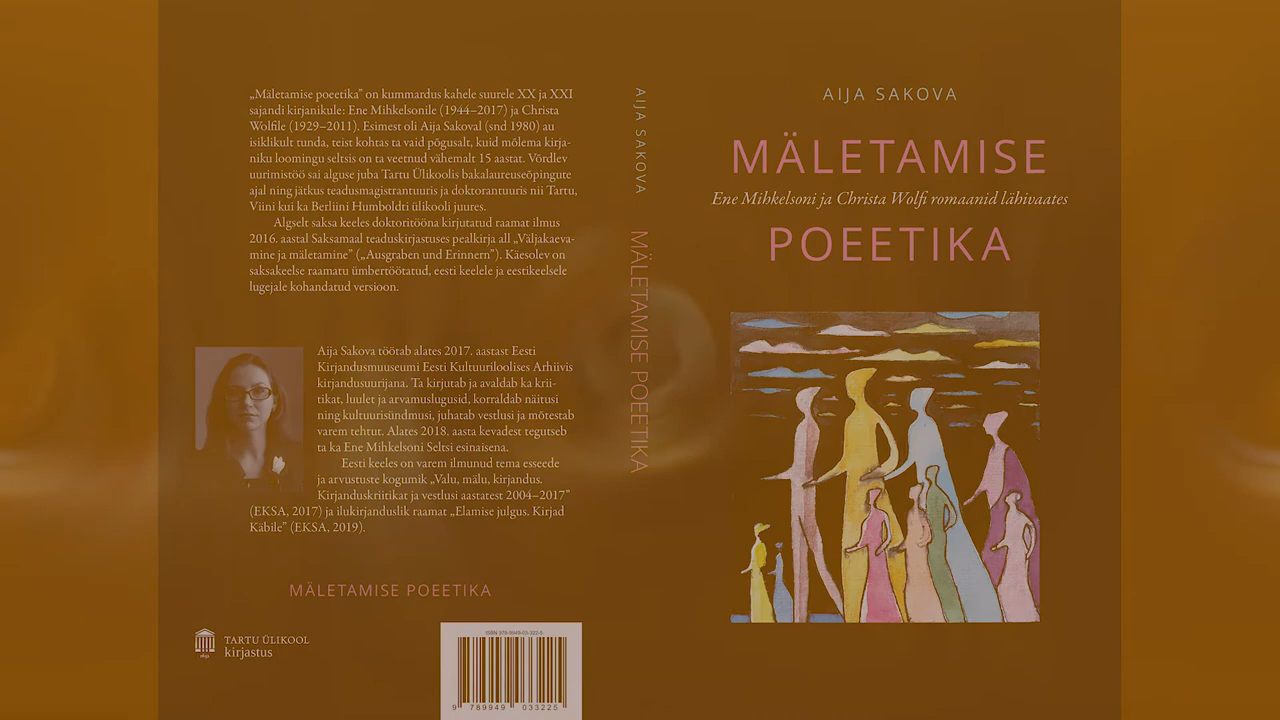 „Mäletamise poeetika” on kummardus kahele suurele XX ja XXI
sajandi kirjanikule: Ene Mihkelsonile (1944–2017) ja Christa
Wolfile (1929–2011). Esimest oli Aija Sakoval (snd 1980) au
isiklikult tunda, teist kohtas ta vaid põgusalt, kuid mõlema kirja-
niku loomingu seltsis on ta veetnud vähemalt 15 aastat. Võrdlev
uurimistöö sai alguse juba Tartu Ülikoolis bakalaureuseõpingute
ajal ning jätkus teadusmagistrantuuris ja doktorantuuris nii Tartu,
Viini kui ka Berliini Humboldti ülikooli juures.
Algselt saksa keeles doktoritööna kirjutatud raamat ilmus
2016. aastal Saksamaal teaduskirjastuses pealkirja all „Väljakaeva-
mine ja mäletamine” („Ausgraben und Erinnern”). Käesolev on
saksakeelse raamatu ümbertöötatud, eesti keelele ja eestikeelsele
lugejale kohandatud versioon.
Aija Sakova töötab alates 2017. aastast Eesti
Kirjandusmuuseumi Eesti Kultuuriloolises Arhiivis
kirjandusuurijana. Ta kirjutab ja avaldab ka krii-
tikat, luulet ja arvamuslugusid, korraldab näitusi
ning kultuurisündmusi, juhatab vestlusi ja mõtestab
varem tehtut. Alates 2018. aasta kevadest tegutseb
ta ka Ene Mihkelsoni Seltsi esinaisena.
Eesti keeles on varem ilmunud tema esseede
ja arvustuste kogumik „Valu, mälu, kirjandus.
Kirjanduskriitikat ja vestlusi aastatest 2004–2017”
(EKSA, 2017) ja ilukirjanduslik raamat „Elamise julgus. Kirjad
Käbile” (EKSA, 2019).
MÄLETAMISE POEETIKA
TARTU ÜLIKOOL
kirjastus
1632
ISBN 978-9949-03-322-5
9 789949 033225
AIJA SAKOVA
MÄLETAMISE POEETIKA
AIJA SAKOVA
MÄLETAMISE
Ene Mihkelsoni ja Christa Wolfi romaanid lähivaates
POEETIKA